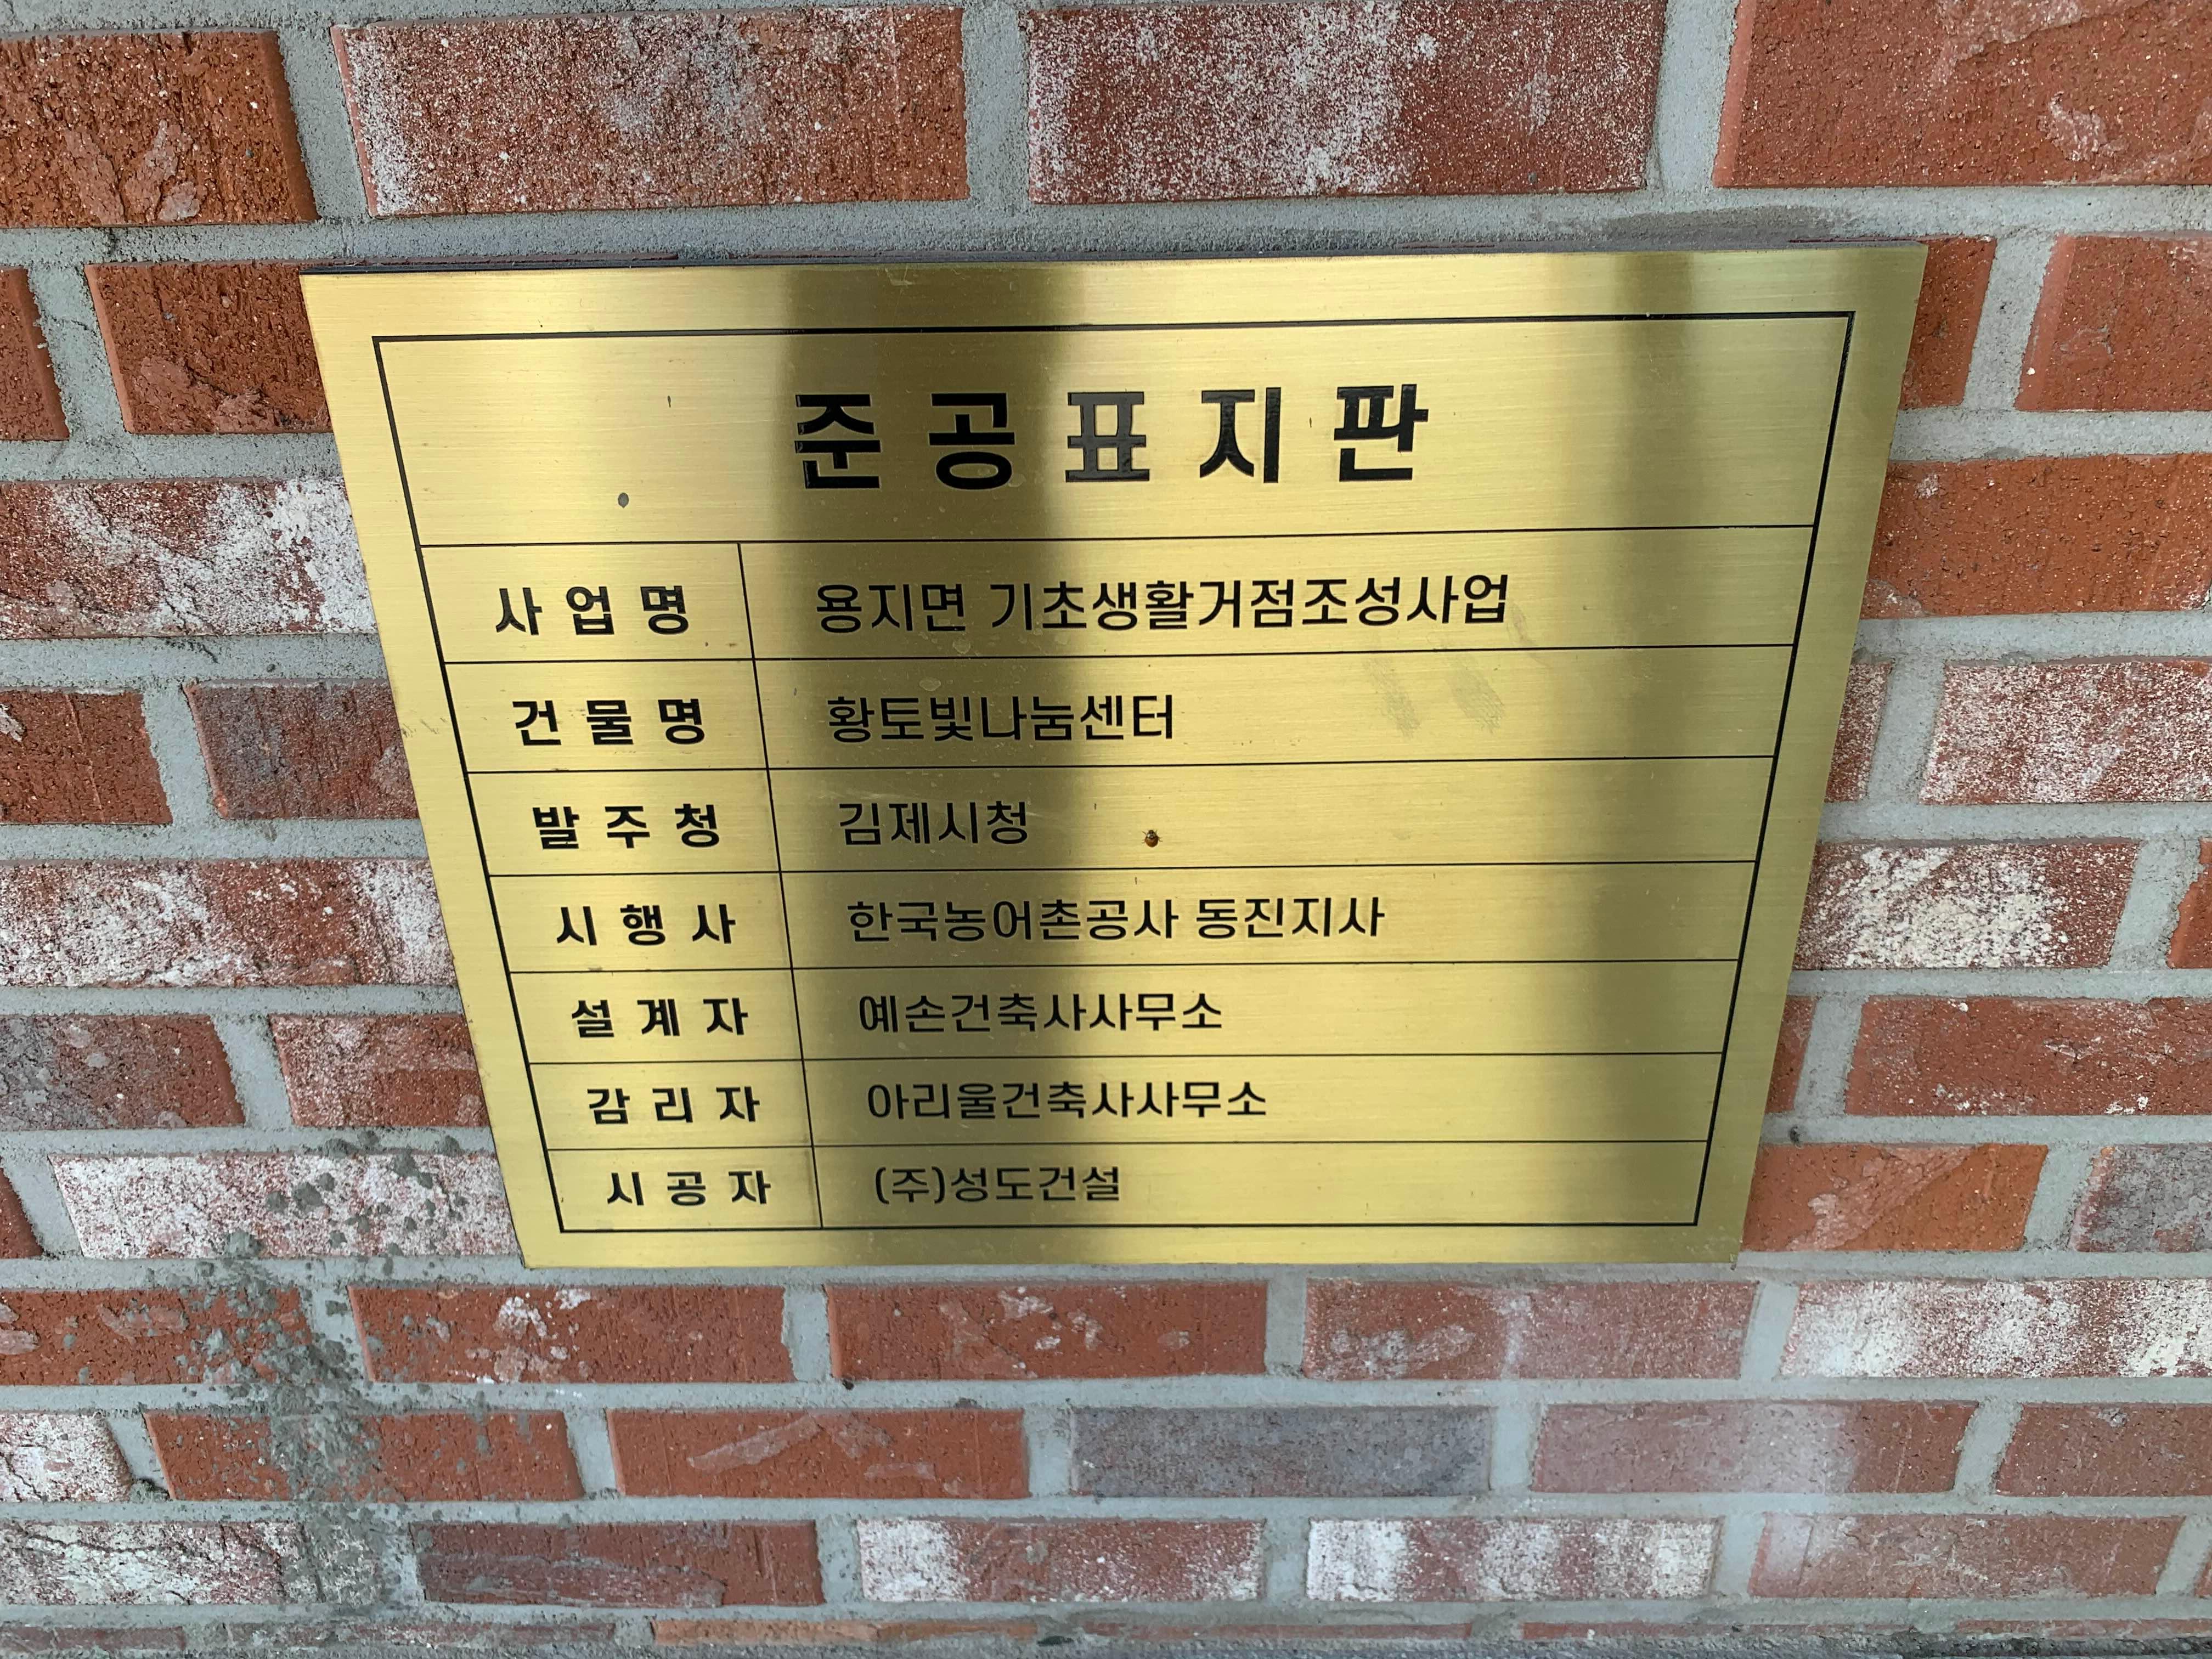 준공표지판
사업명 용지면 기초생활거점조성사업
건물명 황토빛나눔센터
발주청 김제시청
시행사 한국농어촌공사 동진지사
설계자 예손건축사사무소
감리자 아리울건축사사무소
시공자 (주)성도건설